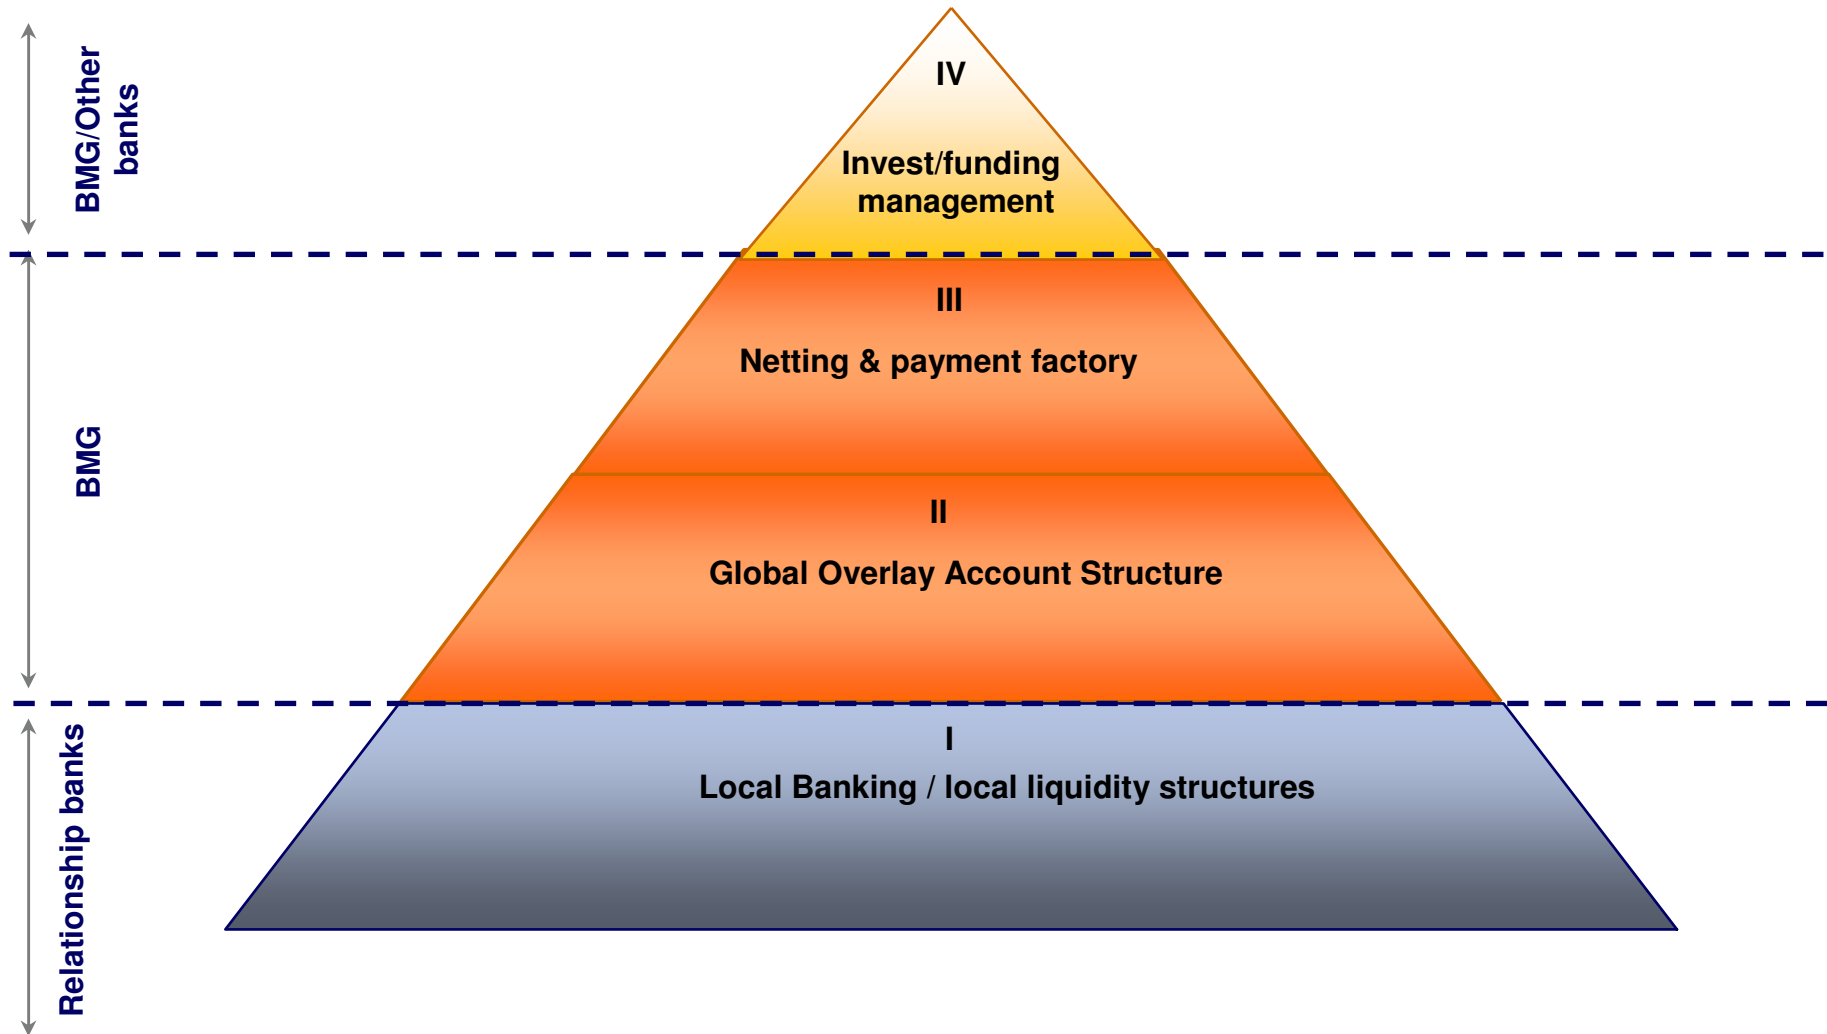 BMG/Other
banks
IV
Invest/funding
management
BMG
III
Netting & payment factory
II
Global Overlay Account Structure
Relationship banks
I
Local Banking / local liquidity structures